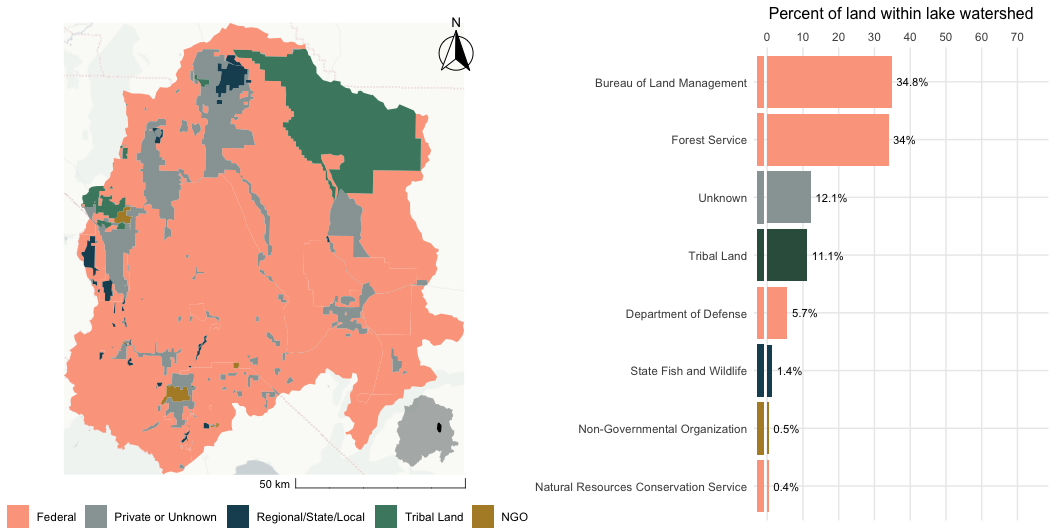 N
50 km
Federal
Private or Unknown
Regional/State/Local
Tribal Land
NGO
Percent of land within lake watershed
0 10 20 30 40 50 60 70
Bureau of Land Management 34.8%
Forest Service 34%
Unknown 12.1%
Tribal Land 11.1%
Department of Defense 5.7%
State Fish and Wildlife 1.4%
Non-Governmental Organization 0.5%
Natural Resources Conservation Service 0.4%